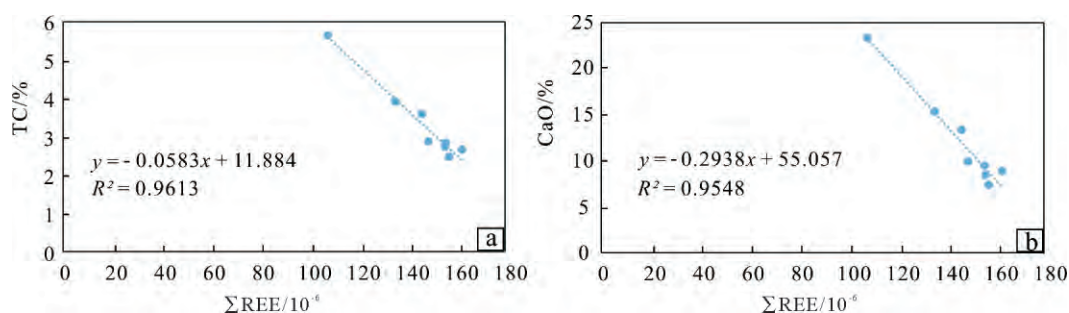 6
5
4
3
2
1
0
TC/%
y = - 0.0583x + 11.884
R² = 0.9613
a
0 20 40 60 80 100 120 140 160 180
∑REE/10⁻⁶
25
20
15
10
5
0
CaO/%
y = -0.2938x + 55.057
R² = 0.9548
b
0 20 40 60 80 100 120 140 160 180
∑REE/10⁻⁶